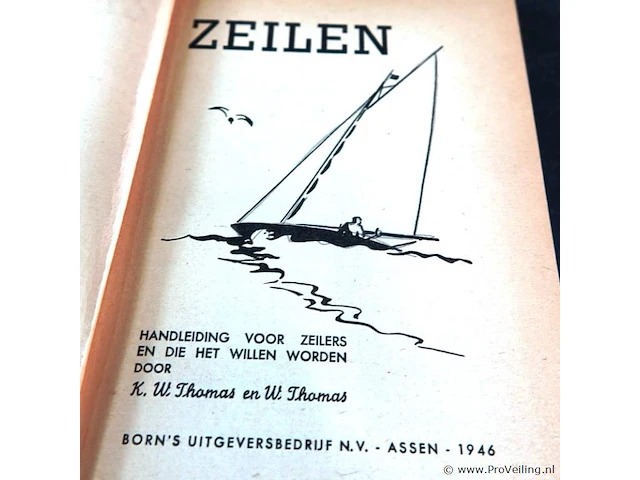 ZEILEN
HANDLEIDING VOOR ZEILERS
EN DIE HET WILLEN WORDEN
DOOR
K. W. Thomas en W. Thomas
BORN'S UITGEVERSBEDRIJF N.V. - ASSEN - 1946
© www.ProVeiling.nl